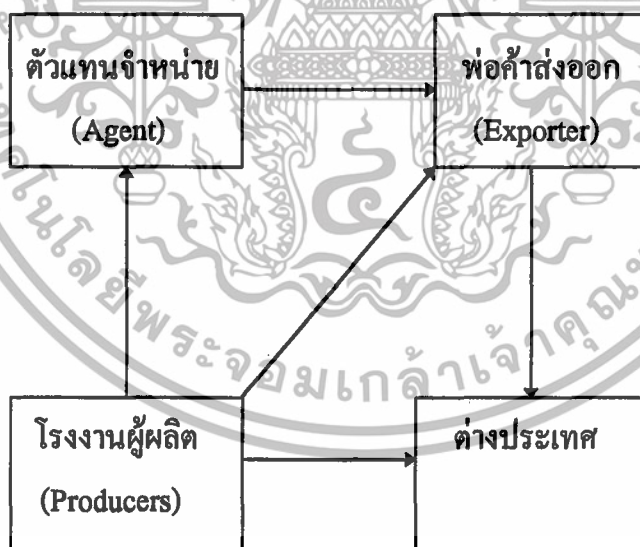 ตัวแทนจำหน่าย
(Agent)
พ่อค้าส่งออก
(Exporter)
โรงงานผู้ผลิต
(Producers)
ต่างประเทศ